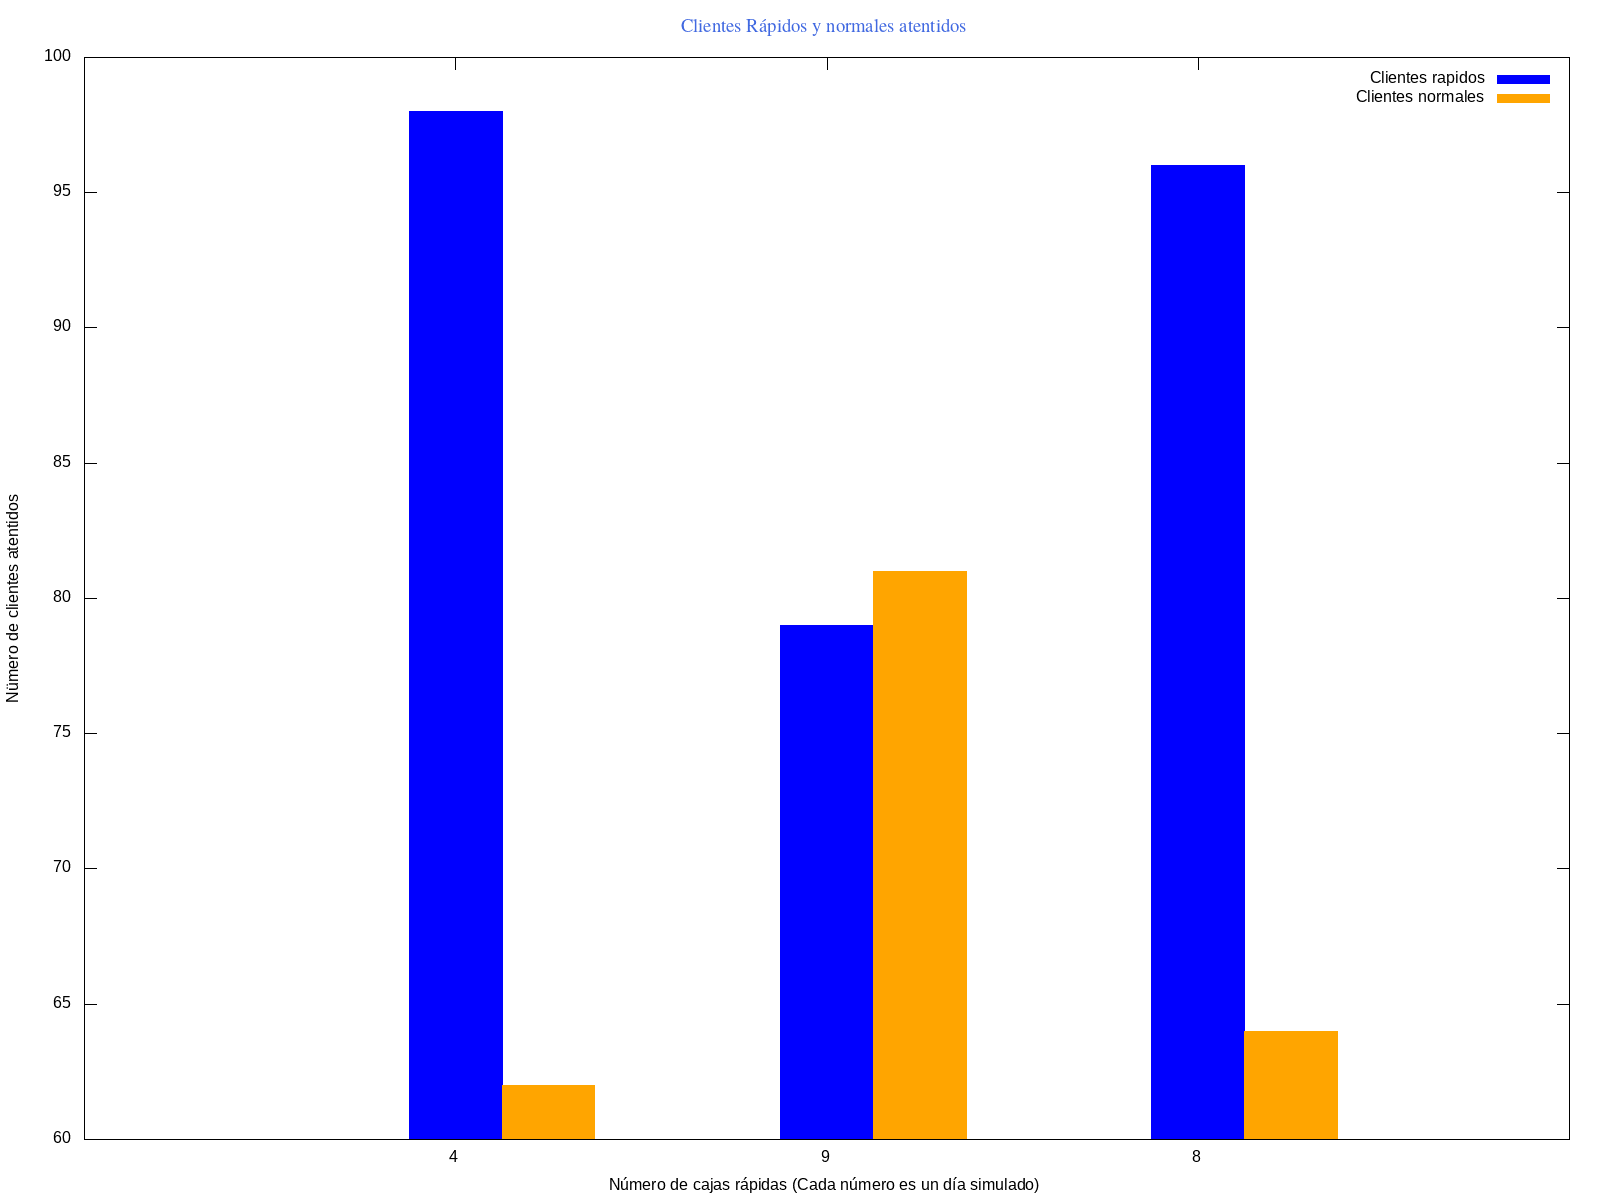 Clientes Rápidos y normales atentidos
Clientes rapidos
Clientes normales
100
95
90
85
80
75
70
65
60
Número de clientes atentidos
4 9 8
Número de cajas rápidas (Cada número es un día simulado)